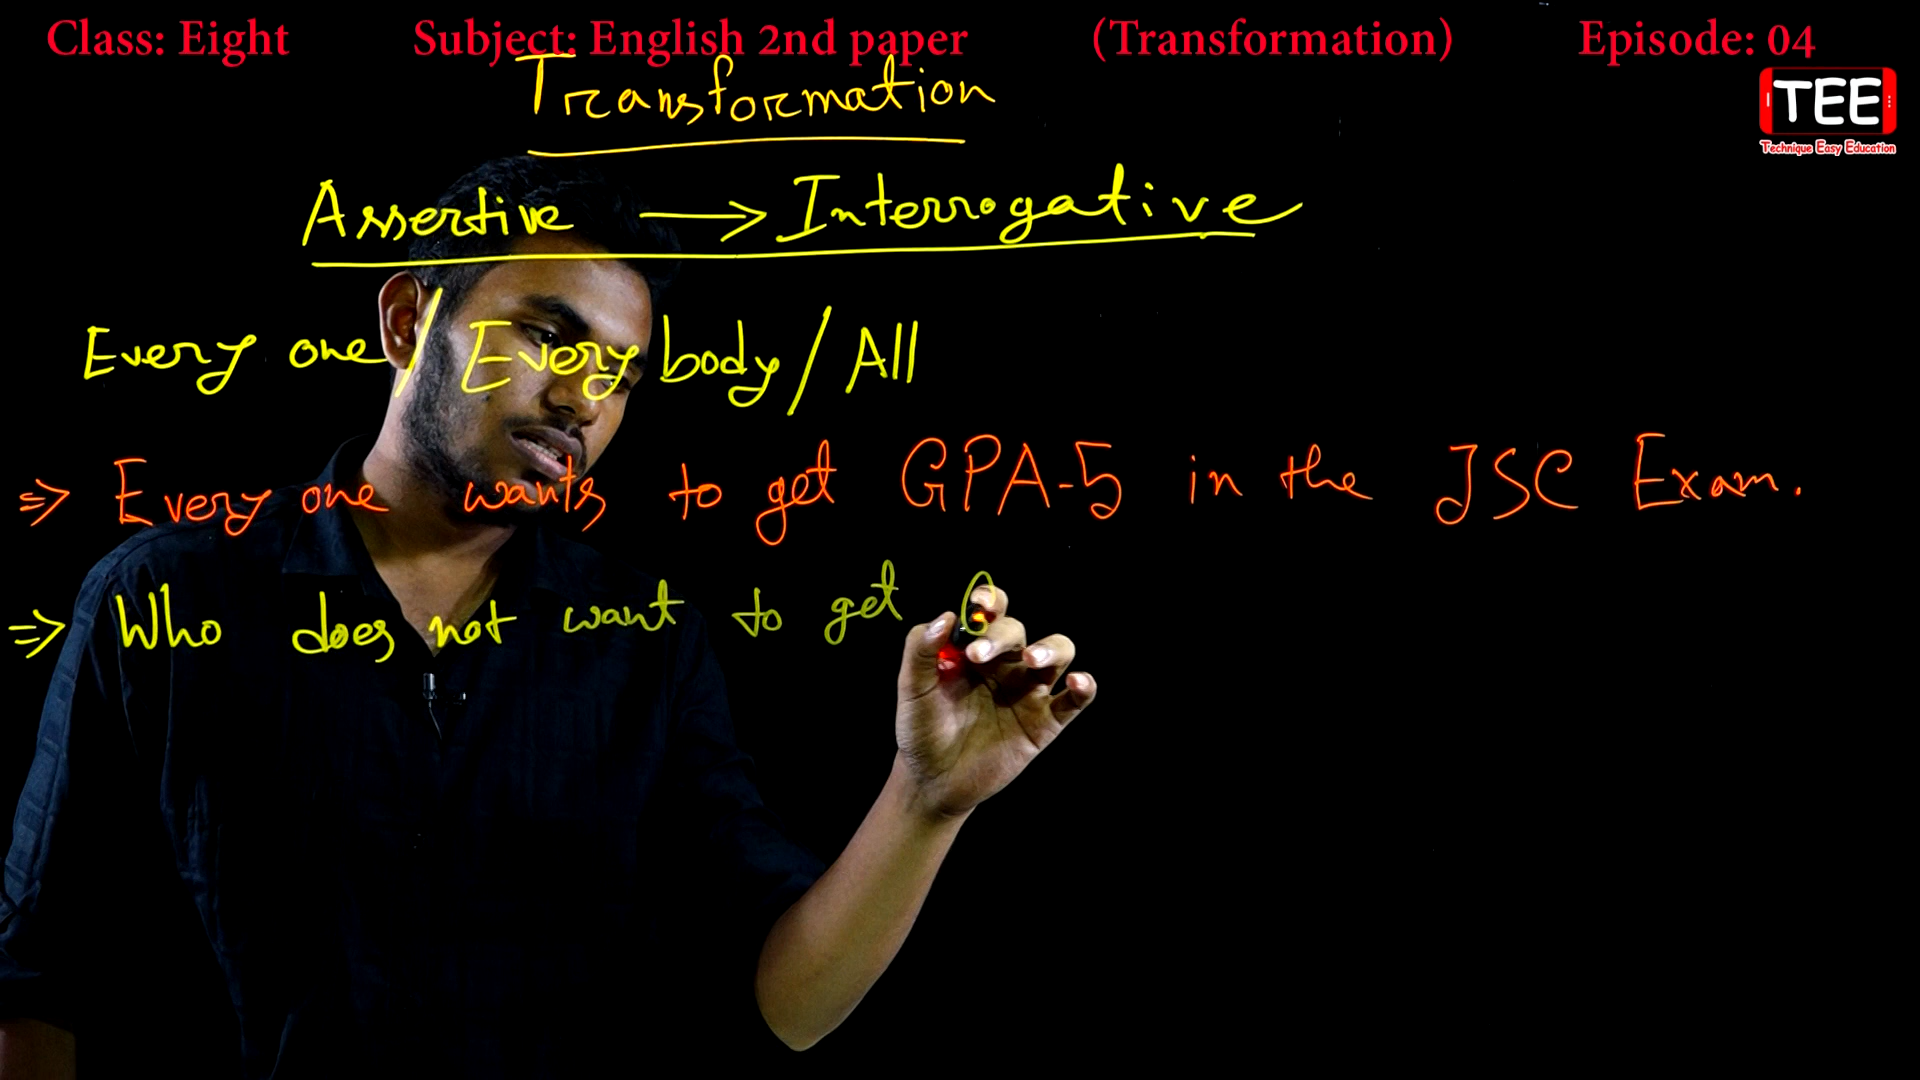 Class: Eight Subject: English 2nd paper (Transformation) Episode: 04
TEE
Technique Easy Education
Transformation
Assertive → Interrogative
Every one / Every body / All
⇒ Every one wants to get GPA-5 in the JSC Exam.
⇒ Who does not want to get G